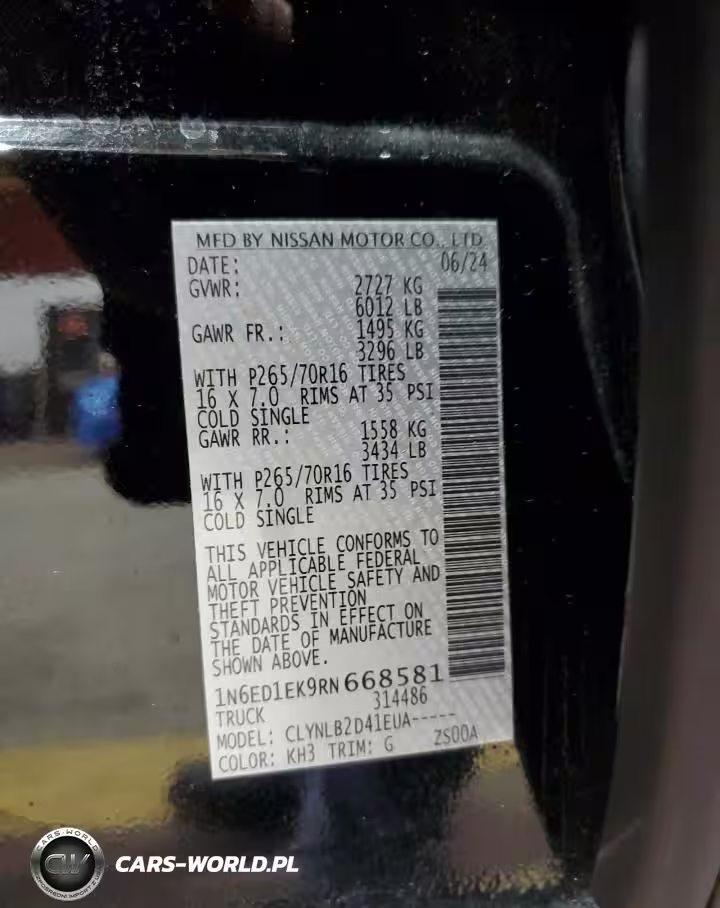 MFD BY NISSAN MOTOR CO., LTD.
DATE: 06/24
GVWR: 2727 KG
6012 LB
GAWR FR.: 1495 KG
3296 LB
WITH P265/70R16 TIRES
16 X 7.0 RIMS AT 35 PSI
COLD SINGLE
GAWR RR.: 1558 KG
3434 LB
WITH P265/70R16 TIRES
16 X 7.0 RIMS AT 35 PSI
COLD SINGLE
THIS VEHICLE CONFORMS TO
ALL APPLICABLE FEDERAL
MOTOR VEHICLE SAFETY AND
THEFT PREVENTION
STANDARDS IN EFFECT ON
THE DATE OF MANUFACTURE
SHOWN ABOVE.
1N6ED1EK9RN668581
TRUCK 314486
MODEL: CLYNLB2D41EUA-----
COLOR: KH3 TRIM: G ZS00A
CARS-WORLD
CW
CARS-WORLD.PL